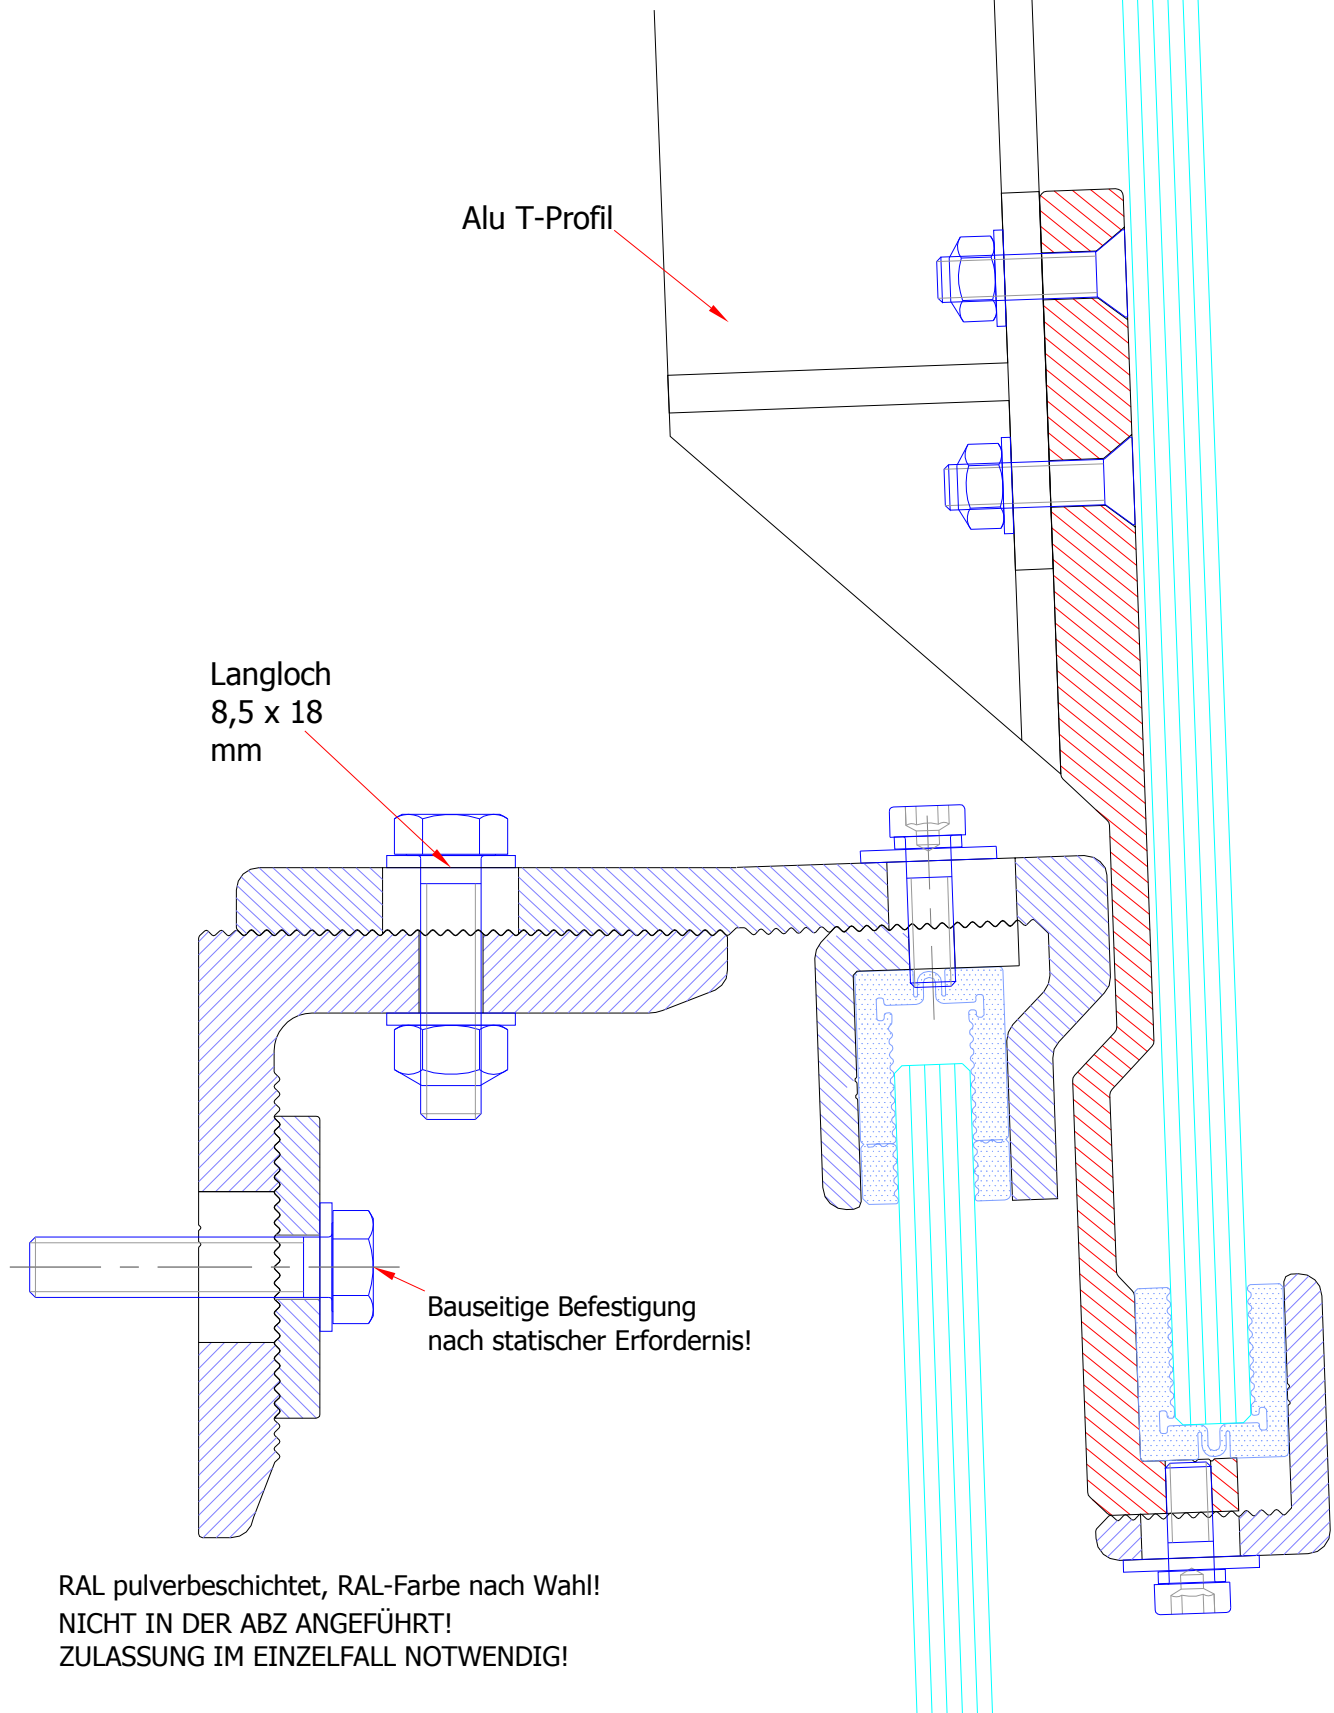 Alu T-Profil
Langloch
8,5 x 18
mm
Bauseitige Befestigung
nach statischer Erfordernis!
RAL pulverbeschichtet, RAL-Farbe nach Wahl!
NICHT IN DER ABZ ANGEFÜHRT!
ZULASSUNG IM EINZELFALL NOTWENDIG!